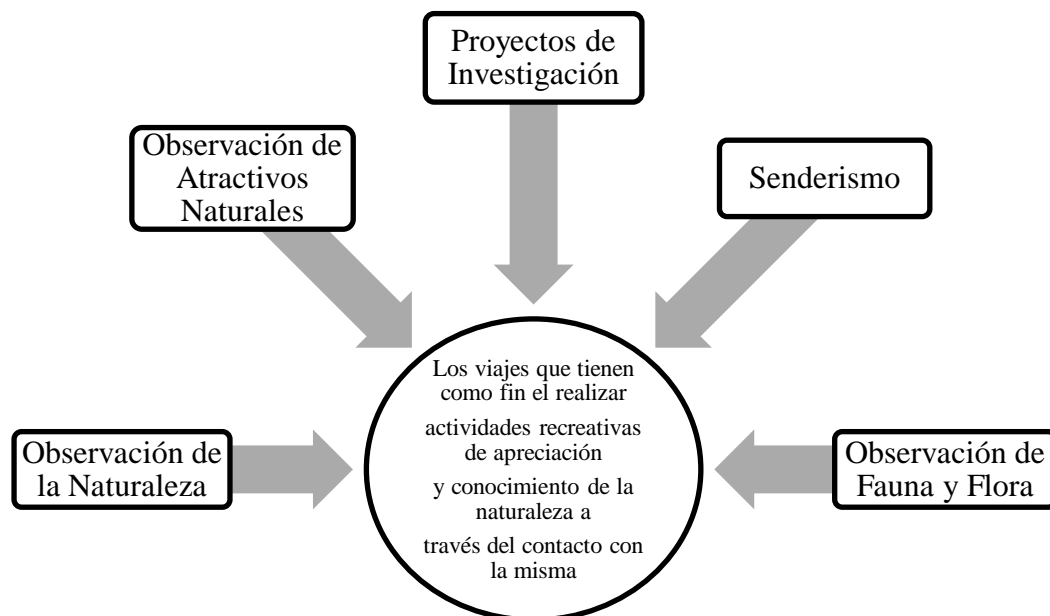 Proyectos de
Investigación
Observación de
Atractivos
Naturales
Senderismo
Observación de
la Naturaleza
Los viajes que tienen
como fin el realizar
actividades recreativas
de apreciación
y conocimiento de la
naturaleza a
través del contacto con
la misma
Observación de
Fauna y Flora